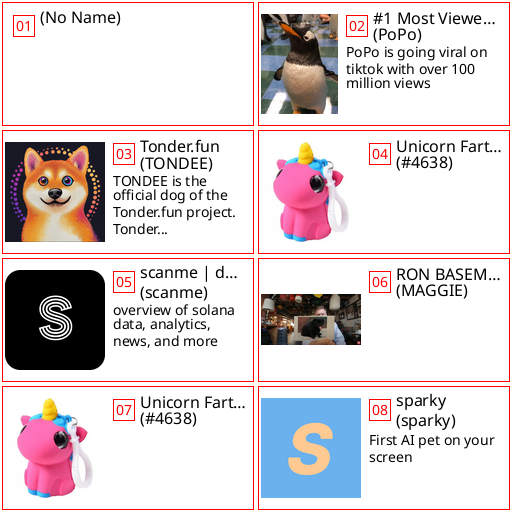 01 (No Name)
02 #1 Most Viewe...
(PoPo)
PoPo is going viral on
tiktok with over 100
million views
03 Tonder.fun
(TONDEE)
TONDEE is the
official dog of the
Tonder.fun project.
Tonder...
04 Unicorn Fart...
(#4638)
S
05 scanme | d...
(scanme)
overview of solana
data, analytics,
news, and more
06 RON BASEM...
(MAGGIE)
07 Unicorn Fart...
(#4638)
S
08 sparky
(sparky)
First AI pet on your
screen